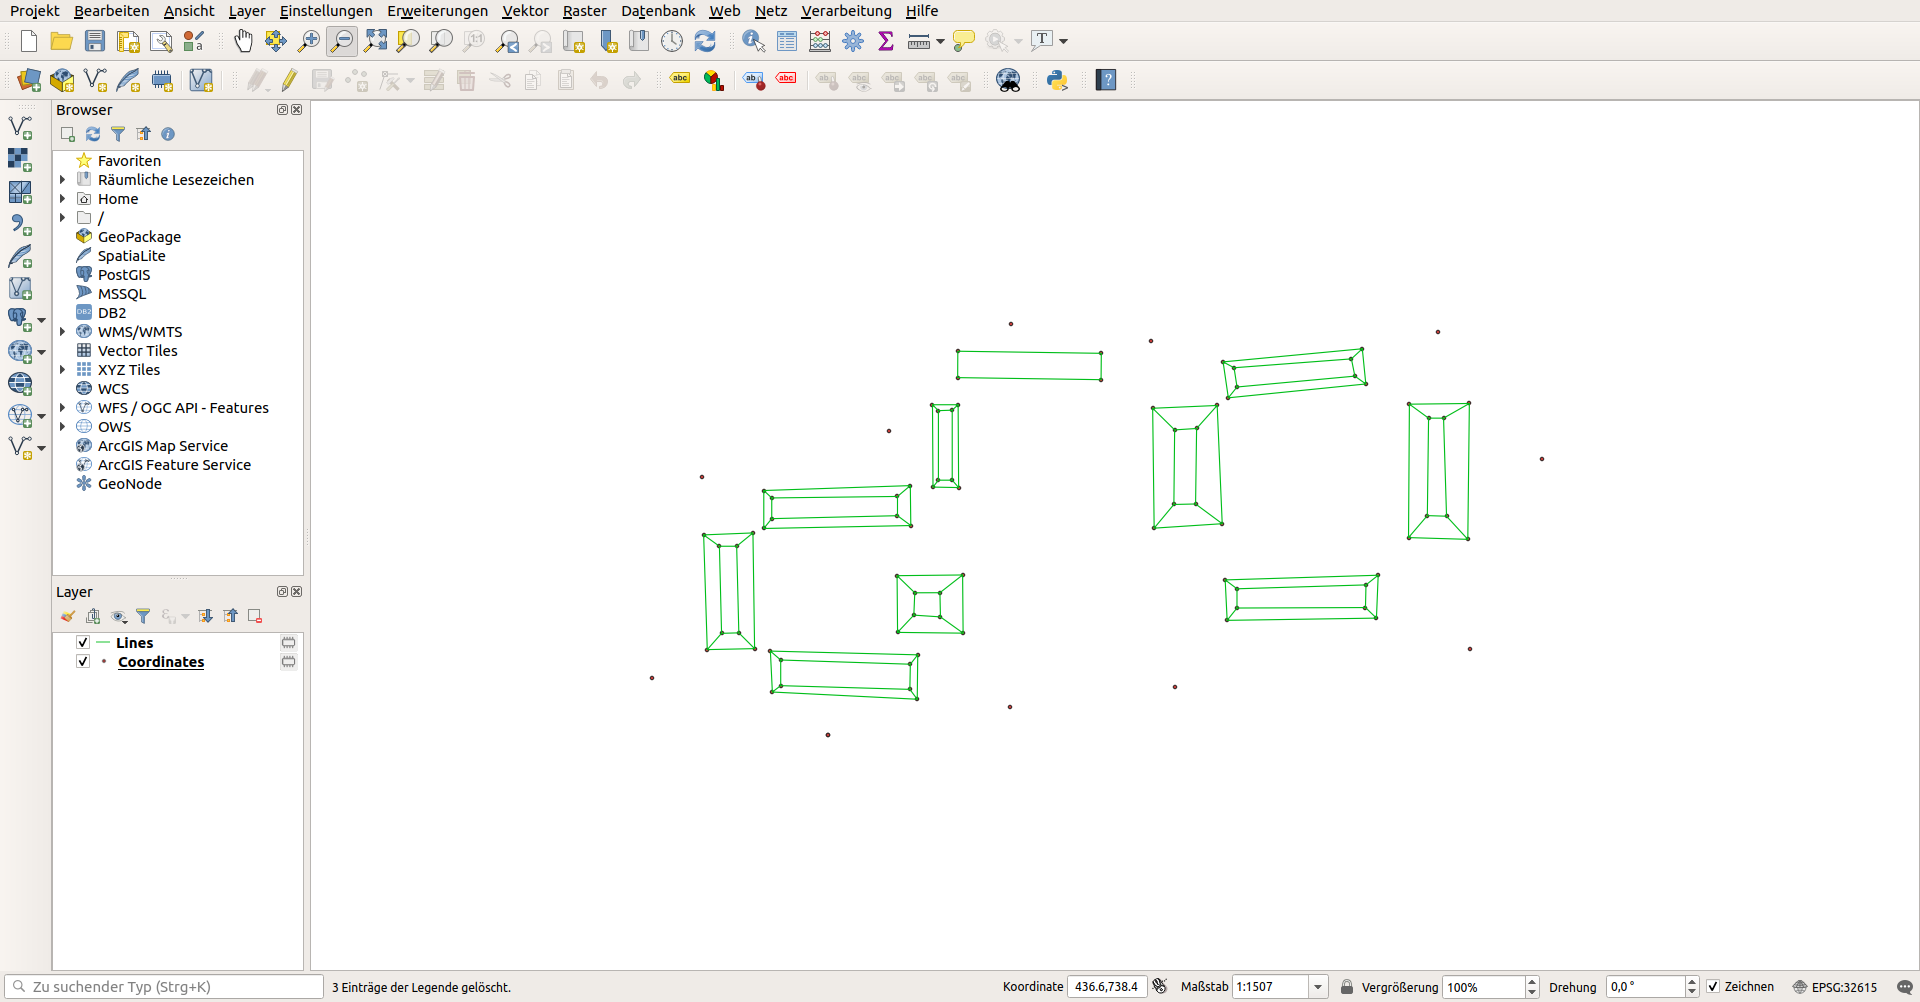 Projekt Bearbeiten Ansicht Layer Einstellungen Erweiterungen Vektor Raster Datenbank Web Netz Verarbeitung Hilfe
Browser
Favoriten
Räumliche Lesezeichen
Home
/
GeoPackage
SpatiaLite
PostGIS
MSSQL
DB2
WMS/WMTS
Vector Tiles
XYZ Tiles
WCS
WFS / OGC API - Features
OWS
ArcGIS Map Service
ArcGIS Feature Service
GeoNode
Layer
Lines
Coordinates
Zu suchender Typ (Strg+K) 3 Einträge der Legende gelöscht. Koordinate 436.6,738.4 Maßstab 1:1507 Vergrößerung 100% Drehung 0,0 ° Zeichnen EPSG:32615